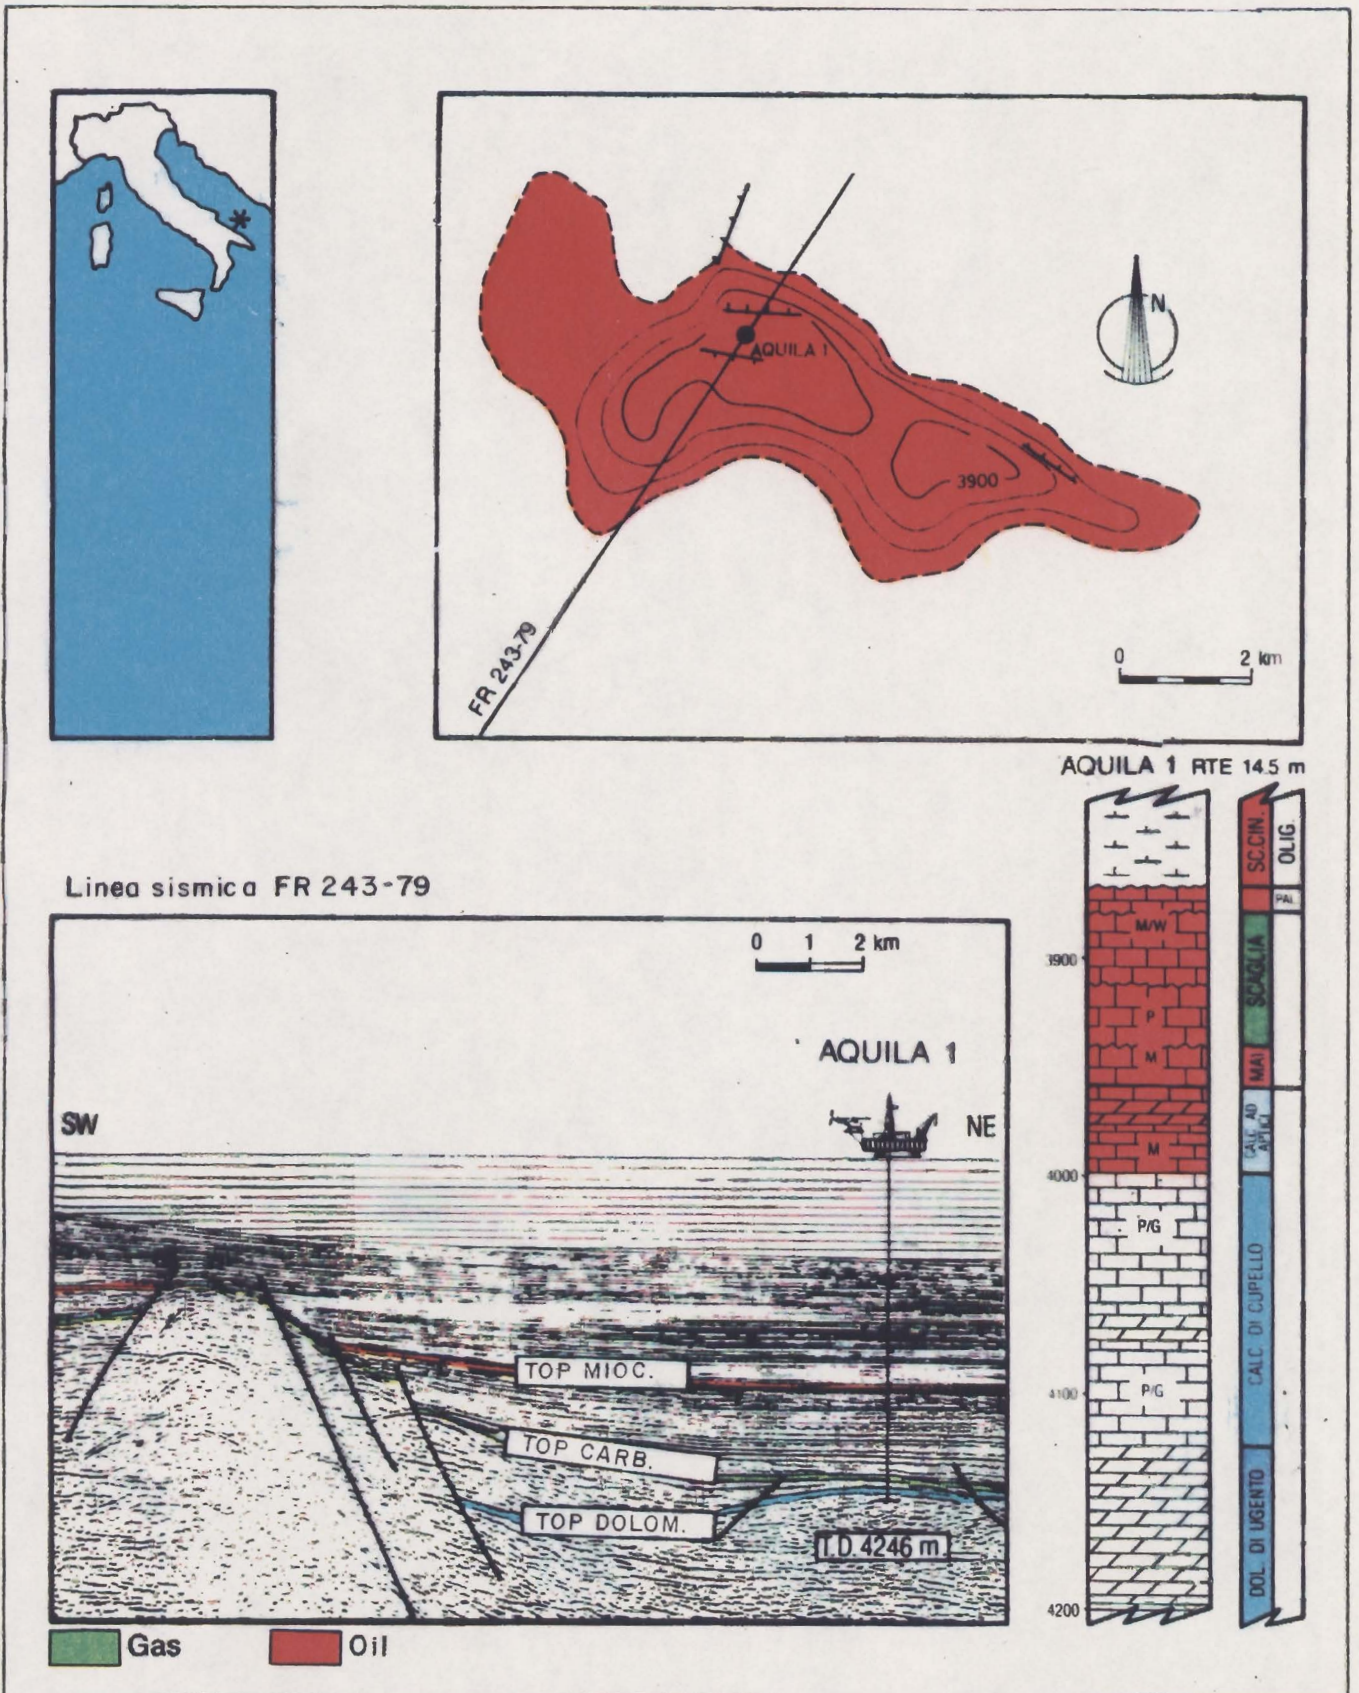 AQUILA 1
N
3900
FR 243-79
0 2 km
AQUILA 1 RTE 14.5 m
SC.CIN.
OLIG.
PAL.
M/W
3900
SCAGLIA
P
M
MAI
CALC AD APTICI
M
4000
P/G
CALC DI CUPELLO
4100
P/G
DOL. DI UGENTO
4200
Linea sismica FR 243-79
0 1 2 km
AQUILA 1
SW
NE
TOP MIOC.
TOP CARB.
TOP DOLOM.
T.D. 4246 m
Gas
Oil